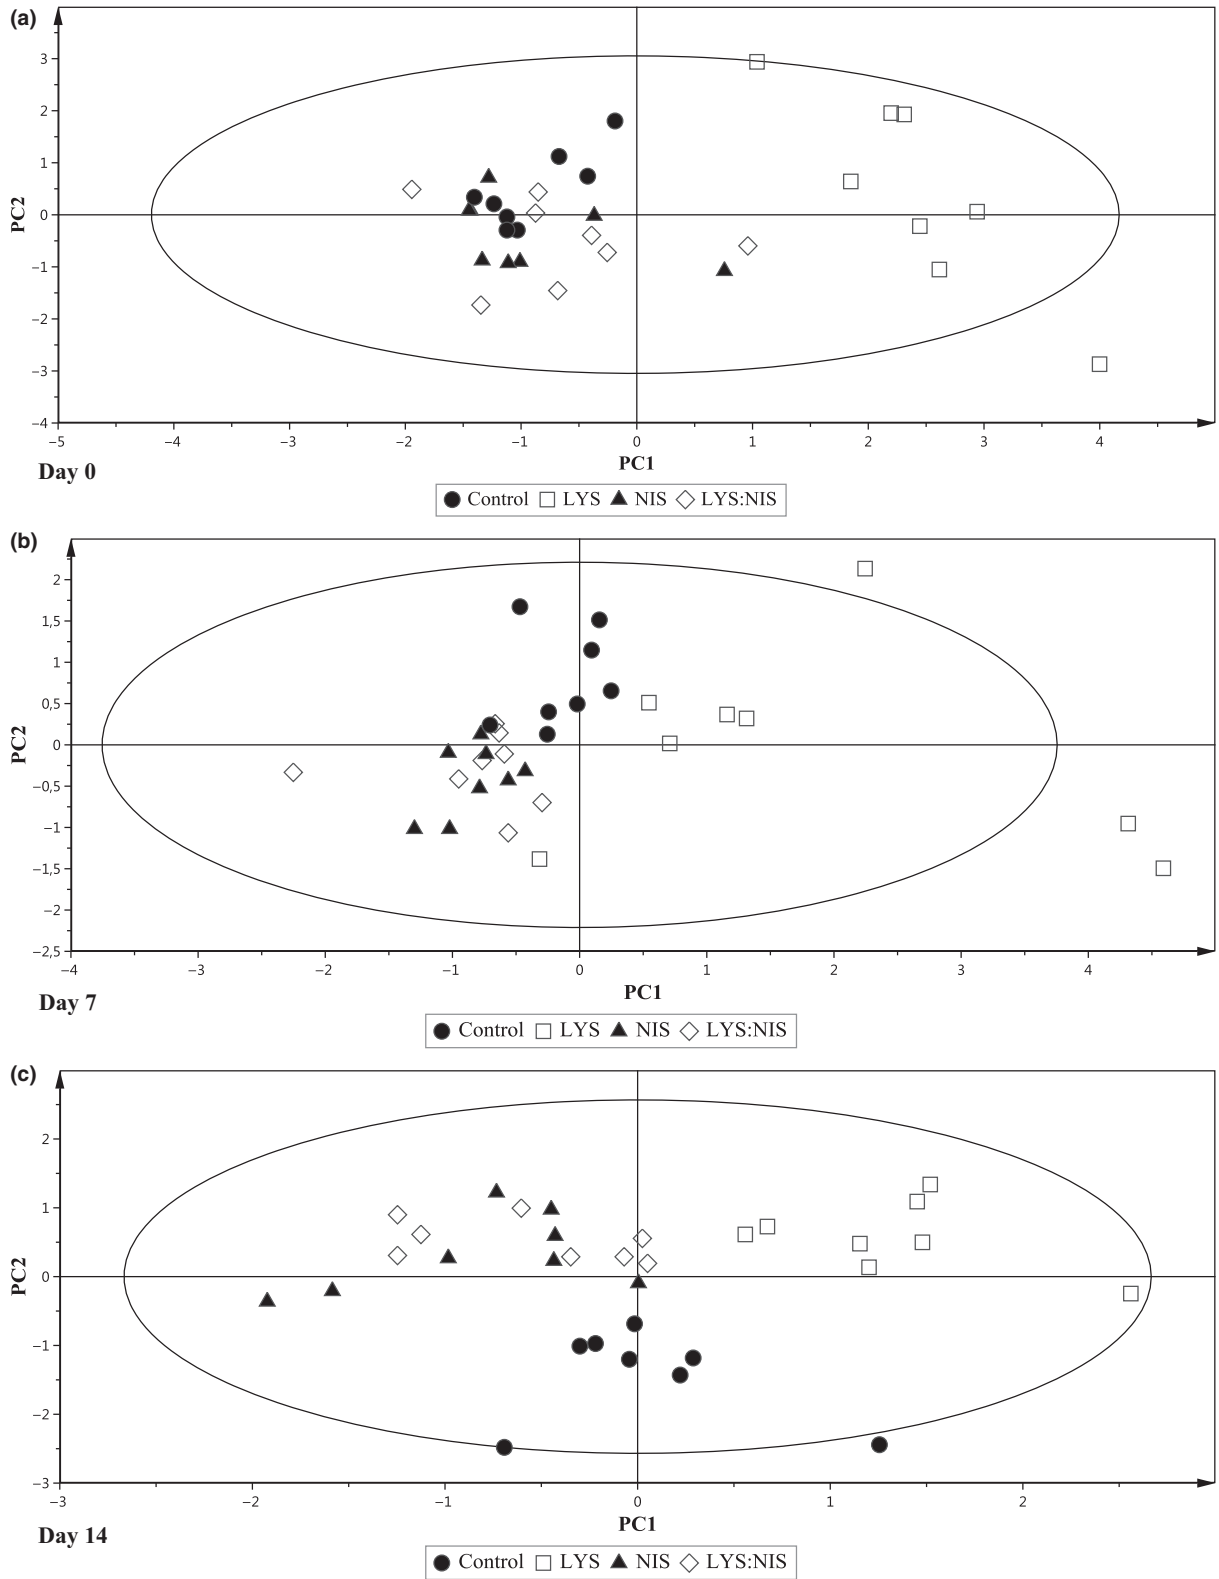 (a)
3
2
1
0
−1
−2
−3
−4
PC2
−5 −4 −3 −2 −1 0 1 2 3 4
PC1
Day 0
Control LYS NIS LYS:NIS
(b)
2
1,5
1
0,5
0
−0,5
−1
−1,5
−2
−2,5
PC2
−4 −3 −2 −1 0 1 2 3 4
PC1
Day 7
Control LYS NIS LYS:NIS
(c)
2
1
0
−1
−2
−3
PC2
−3 −2 −1 0 1 2
PC1
Day 14
Control LYS NIS LYS:NIS